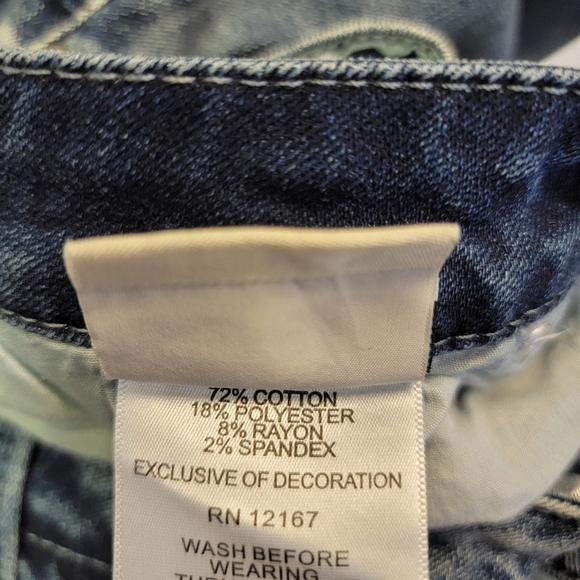 72% COTTON
18% POLYESTER
8% RAYON
2% SPANDEX
EXCLUSIVE OF DECORATION
RN 12167
WASH BEFORE
WEARING